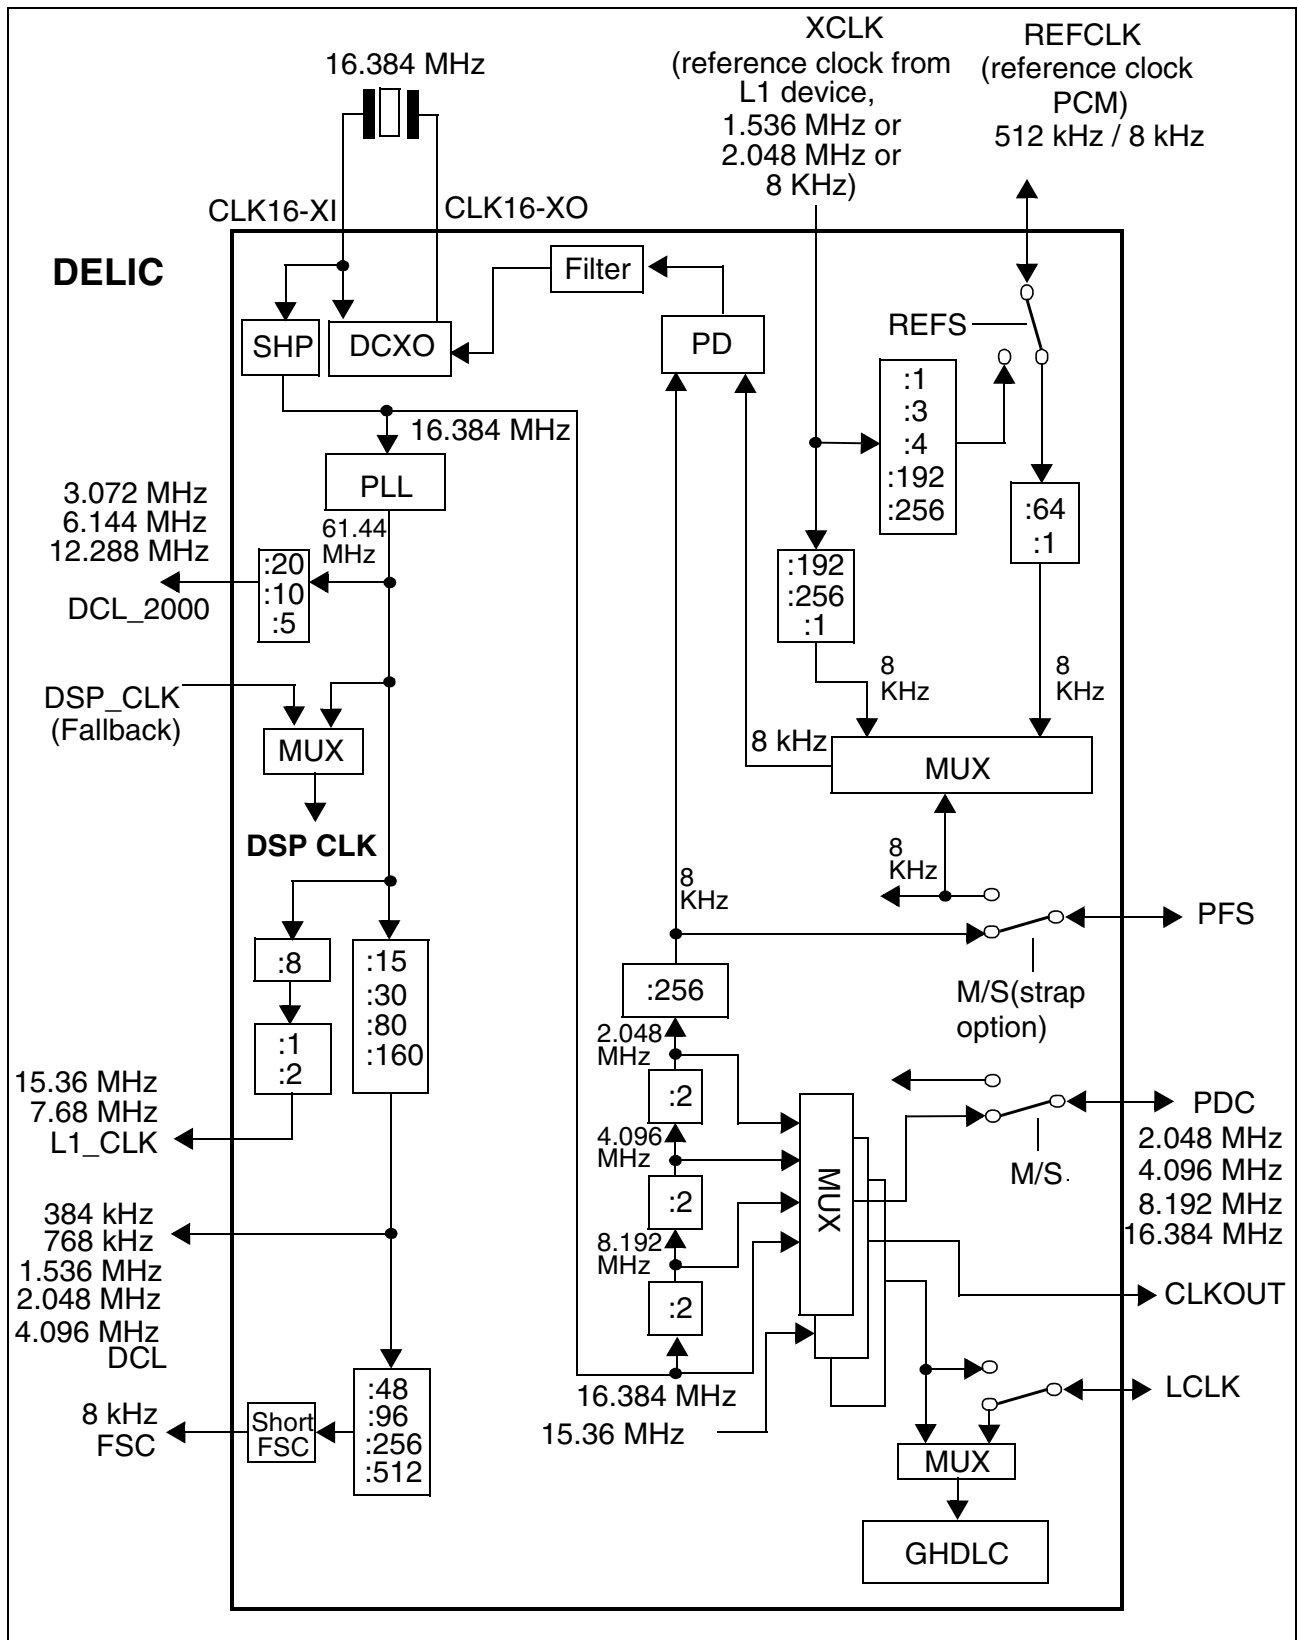 16.384 MHz
XCLK
(reference clock from
L1 device,
1.536 MHz or
2.048 MHz or
8 KHz)
REFCLK
(reference clock
PCM)
512 kHz / 8 kHz
CLK16-XI
CLK16-XO
DELIC
Filter
SHP
DCXO
PD
REFS
:1
:3
:4
:192
:256
16.384 MHz
PLL
:64
:1
3.072 MHz
6.144 MHz
12.288 MHz
61.44
MHz
:20
:10
:5
DCL_2000
:192
:256
:1
8
KHz
8
KHz
DSP_CLK
(Fallback)
MUX
8 kHz
MUX
DSP CLK
8
KHz
8
KHz
PFS
:8
:15
:30
:80
:160
:256
M/S(strap
option)
:1
:2
2.048
MHz
:2
15.36 MHz
7.68 MHz
L1_CLK
4.096
MHz
MUX
PDC
2.048 MHz
4.096 MHz
8.192 MHz
16.384 MHz
M/S.
:2
384 kHz
768 kHz
1.536 MHz
2.048 MHz
4.096 MHz
DCL
8.192
MHz
:2
CLKOUT
:48
:96
:256
:512
16.384 MHz
LCLK
8 kHz
FSC
Short
FSC
15.36 MHz
MUX
GHDLC